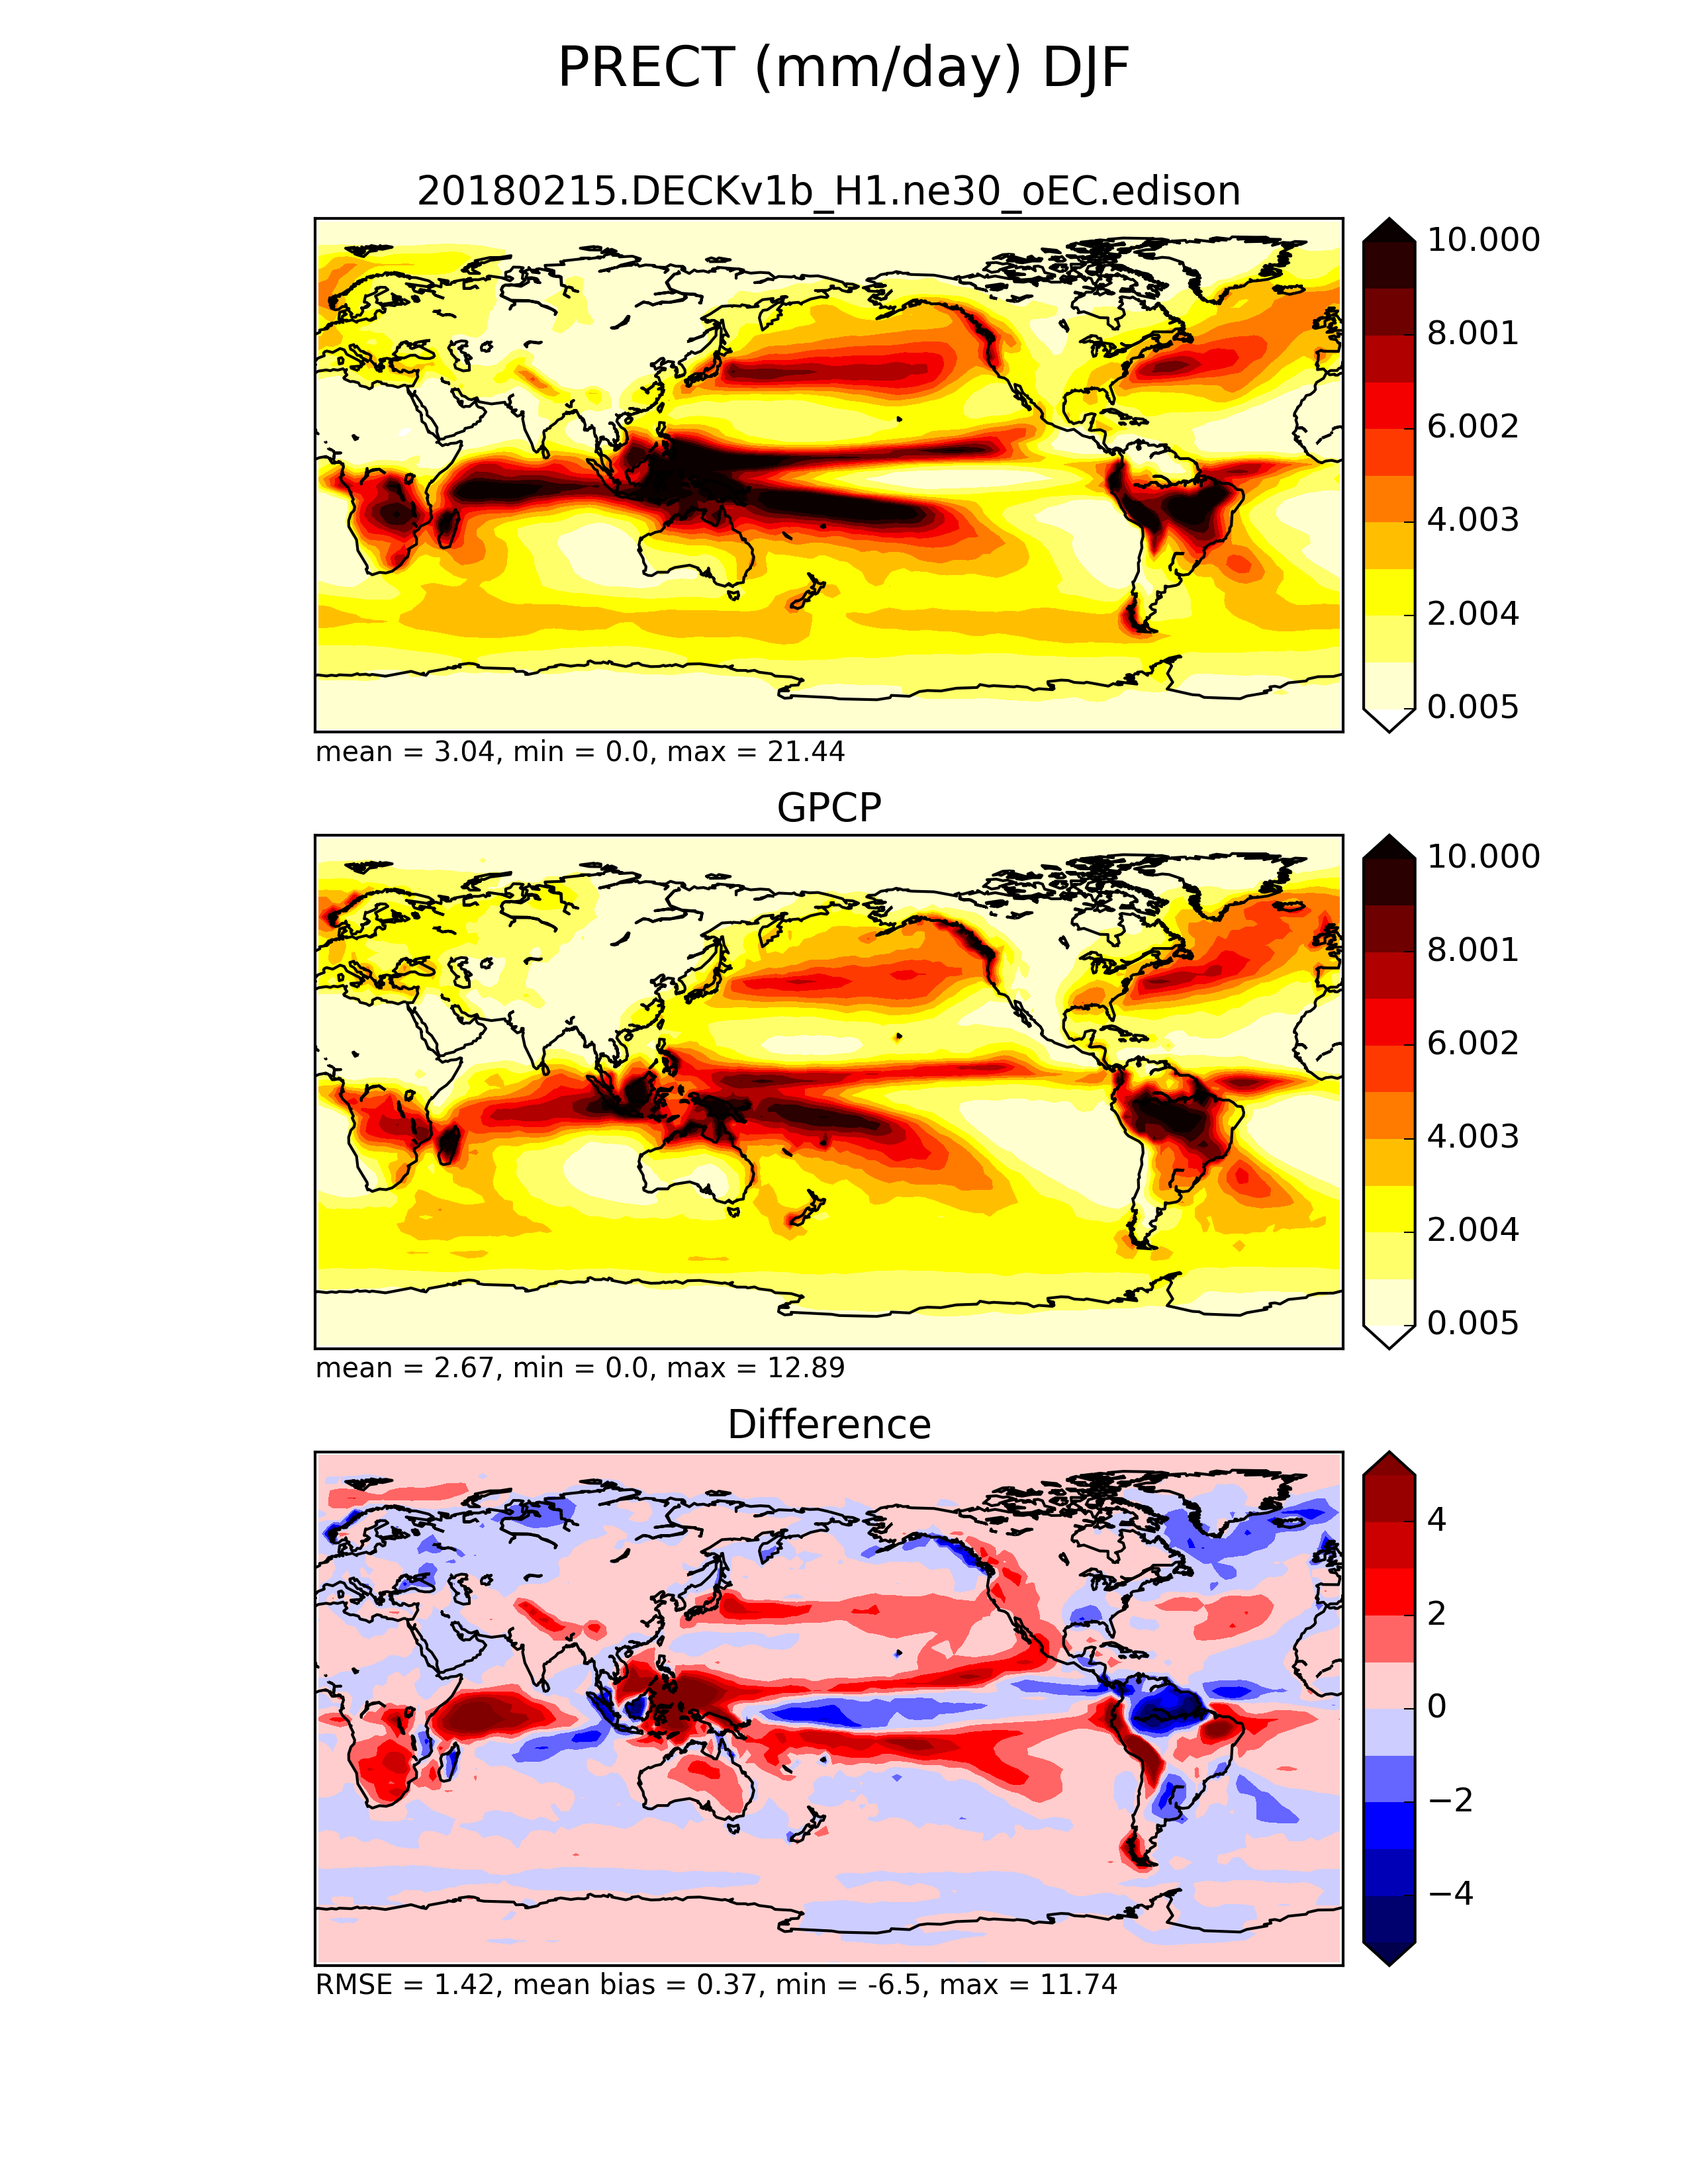 PRECT (mm/day) DJF
20180215.DECKv1b_H1.ne30_oEC.edison
10.000
8.001
6.002
4.003
2.004
0.005
mean = 3.04, min = 0.0, max = 21.44
GPCP
10.000
8.001
6.002
4.003
2.004
0.005
mean = 2.67, min = 0.0, max = 12.89
Difference
4
2
0
−2
−4
RMSE = 1.42, mean bias = 0.37, min = -6.5, max = 11.74